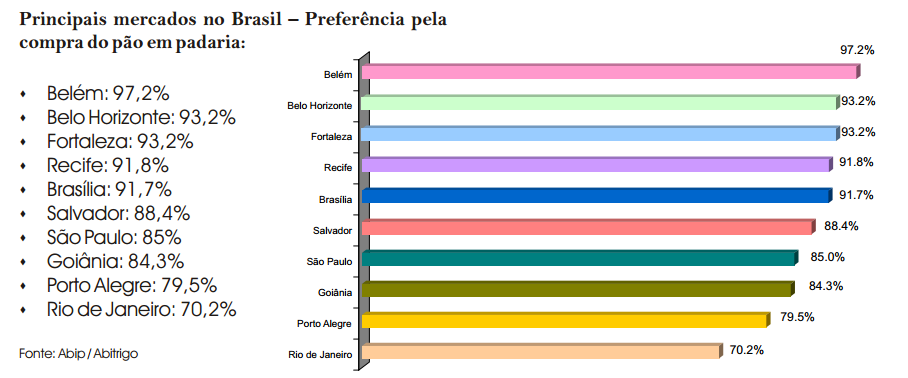 Principais mercados no Brasil – Preferência pela
compra do pão em padaria:
⬧ Belém: 97,2%
⬧ Belo Horizonte: 93,2%
⬧ Fortaleza: 93,2%
⬧ Recife: 91,8%
⬧ Brasília: 91,7%
⬧ Salvador: 88,4%
⬧ São Paulo: 85%
⬧ Goiânia: 84,3%
⬧ Porto Alegre: 79,5%
⬧ Rio de Janeiro: 70,2%
Fonte: Abip / Abitrigo
Belém 97.2%
Belo Horizonte 93.2%
Fortaleza 93.2%
Recife 91.8%
Brasília 91.7%
Salvador 88.4%
São Paulo 85.0%
Goiânia 84.3%
Porto Alegre 79.5%
Rio de Janeiro 70.2%